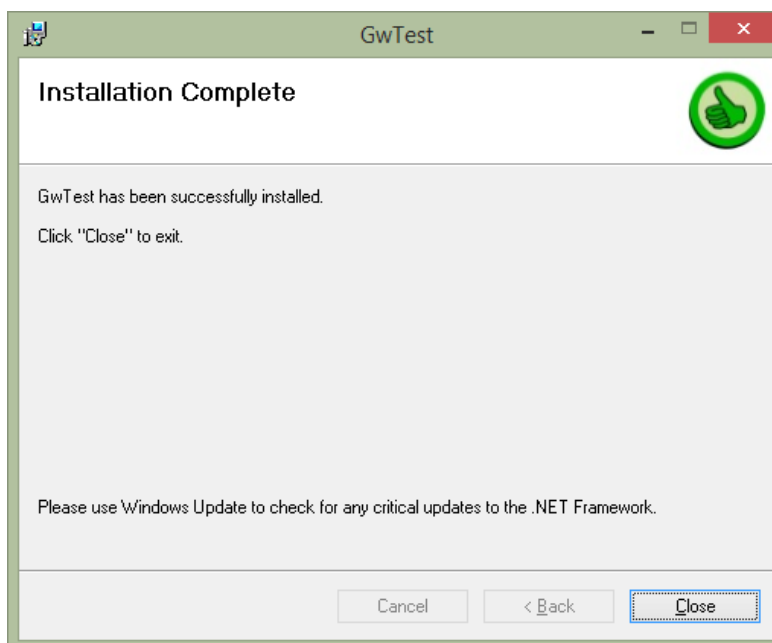 GwTest
Installation Complete
GwTest has been successfully installed.
Click "Close" to exit.
Please use Windows Update to check for any critical updates to the .NET Framework.
Cancel
< Back
Close